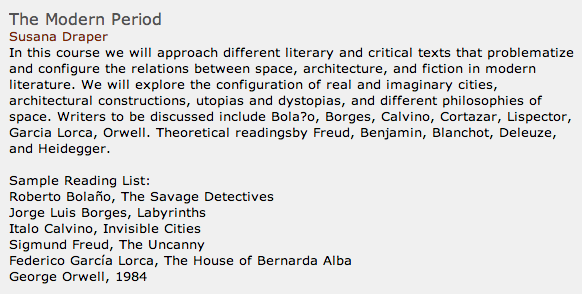 The Modern Period
Susana Draper
In this course we will approach different literary and critical texts that problematize
and configure the relations between space, architecture, and fiction in modern
literature. We will explore the configuration of real and imaginary cities,
architectural constructions, utopias and dystopias, and different philosophies of
space. Writers to be discussed include Bola?o, Borges, Calvino, Cortazar, Lispector,
Garcia Lorca, Orwell. Theoretical readingsby Freud, Benjamin, Blanchot, Deleuze,
and Heidegger.
Sample Reading List:
Roberto Bolaño, The Savage Detectives
Jorge Luis Borges, Labyrinths
Italo Calvino, Invisible Cities
Sigmund Freud, The Uncanny
Federico García Lorca, The House of Bernarda Alba
George Orwell, 1984